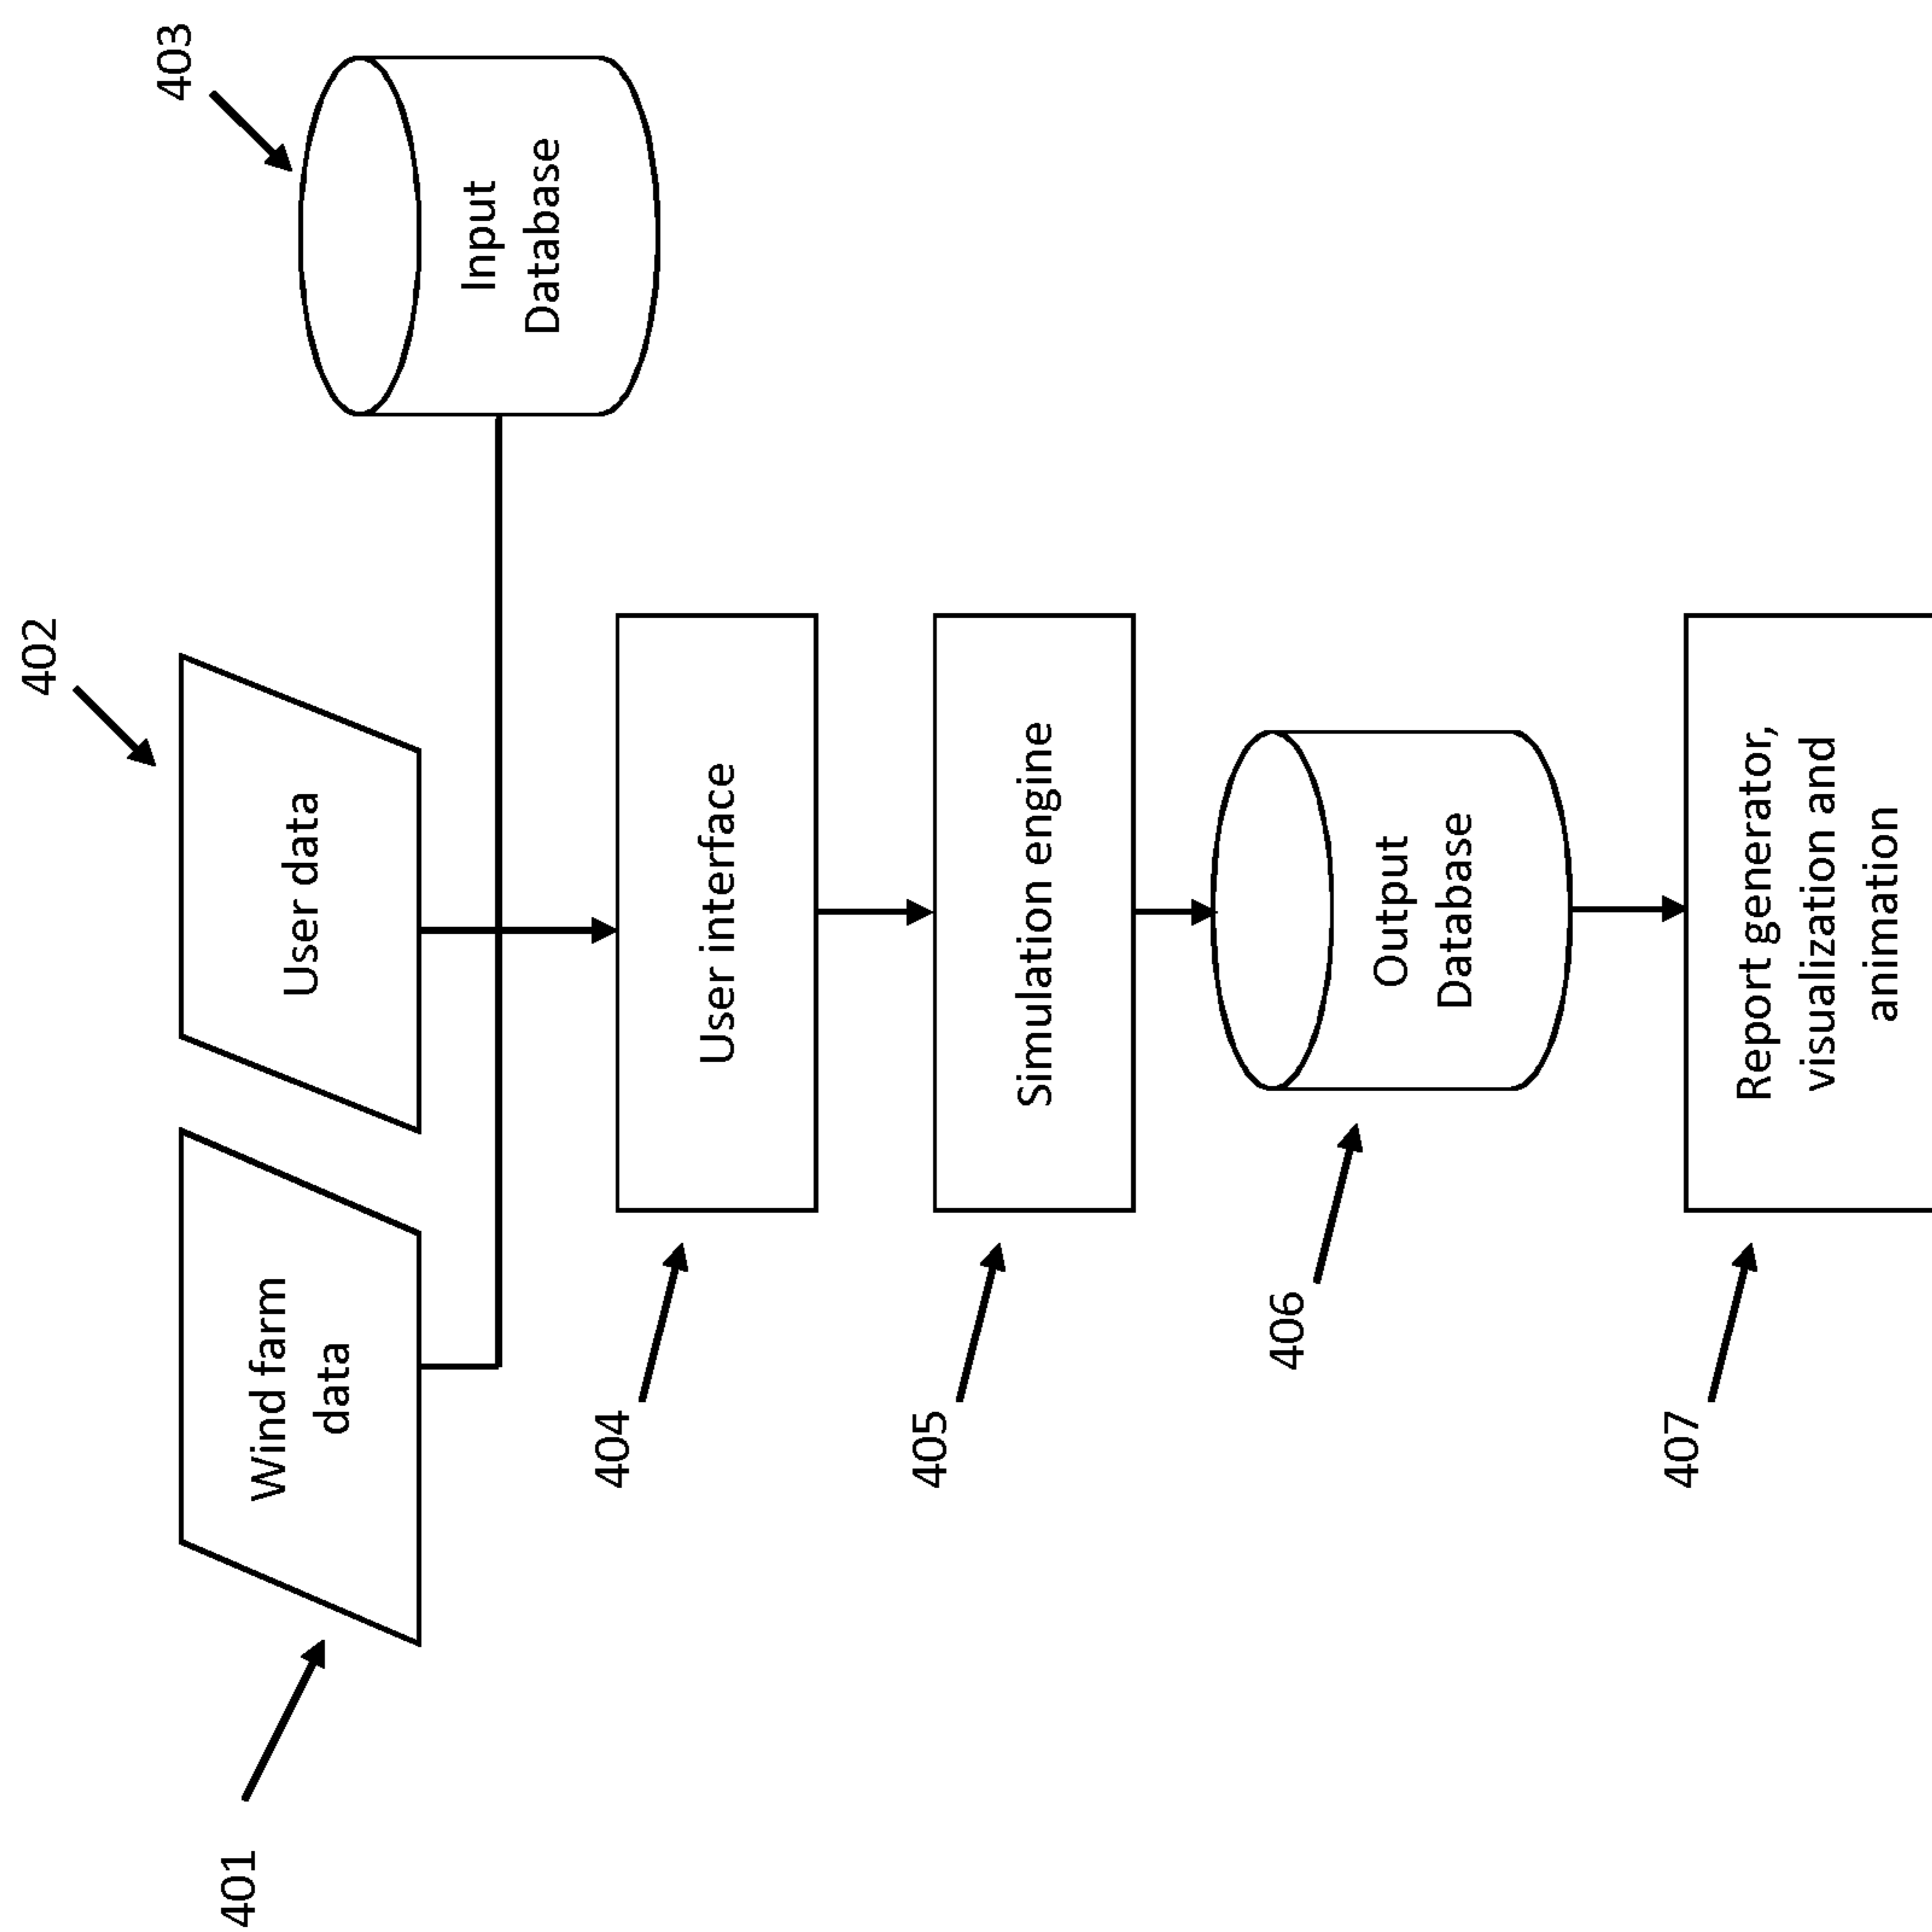 402
403
401
Wind farm
data
User data
Input
Database
404
User interface
405
Simulation engine
406
Output
Database
407
Report generator,
visualization and
animation